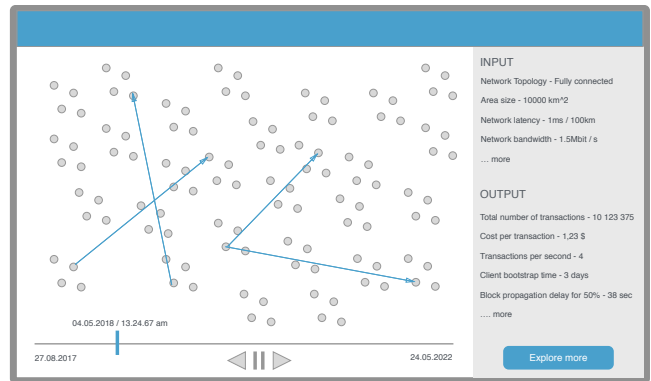 INPUT
Network Topology - Fully connected
Area size - 10000 km^2
Network latency - 1ms / 100km
Network bandwidth - 1.5Mbit / s
... more
OUTPUT
Total number of transactions - 10 123 375
Cost per transaction - 1,23 $
Transactions per second - 4
Client bootstrap time - 3 days
Block propagation delay for 50% - 38 sec
.... more
Explore more
04.05.2018 / 13.24.67 am
27.08.2017
24.05.2022